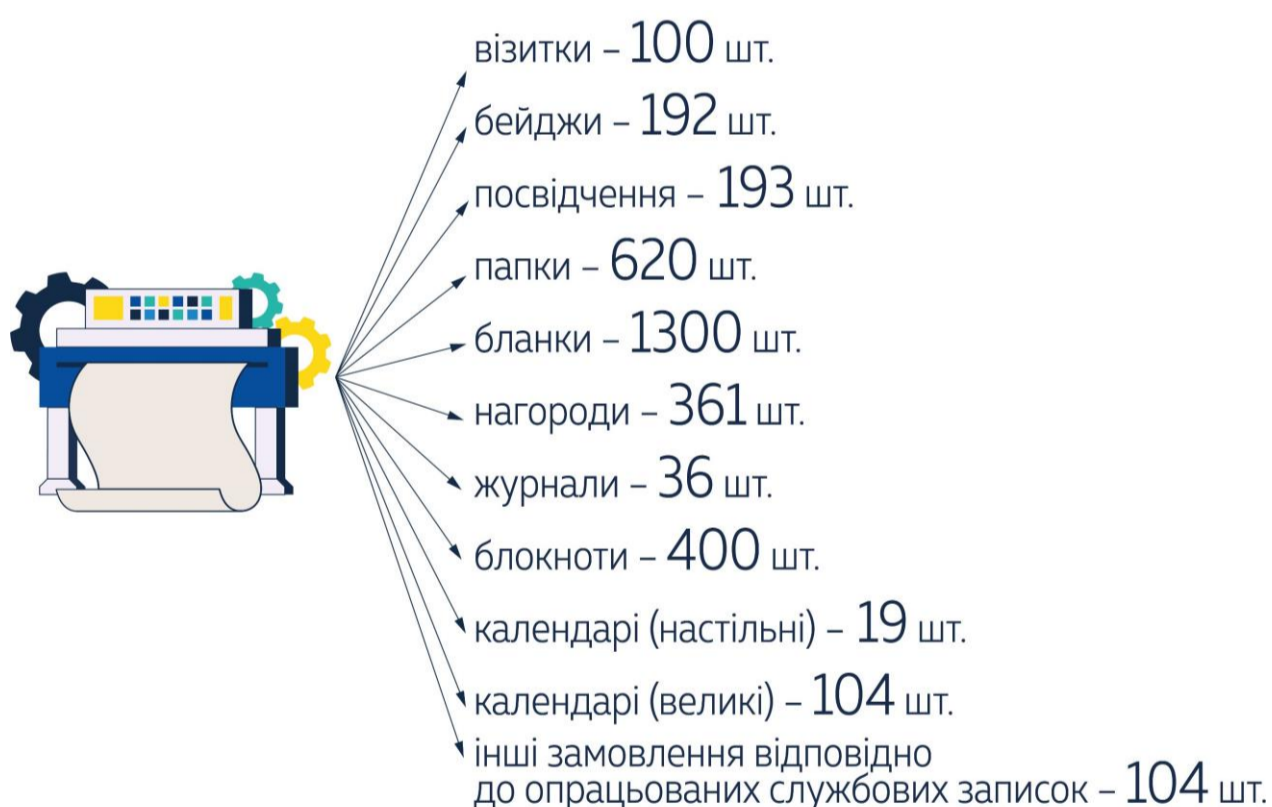 візитки – 100 шт.
бейджи – 192 шт.
посвідчення – 193 шт.
папки – 620 шт.
бланки – 1300 шт.
нагороди – 361 шт.
журнали – 36 шт.
блокноти – 400 шт.
календарі (настільні) – 19 шт.
календарі (великі) – 104 шт.
інші замовлення відповідно
до опрацьованих службових записок – 104 шт.